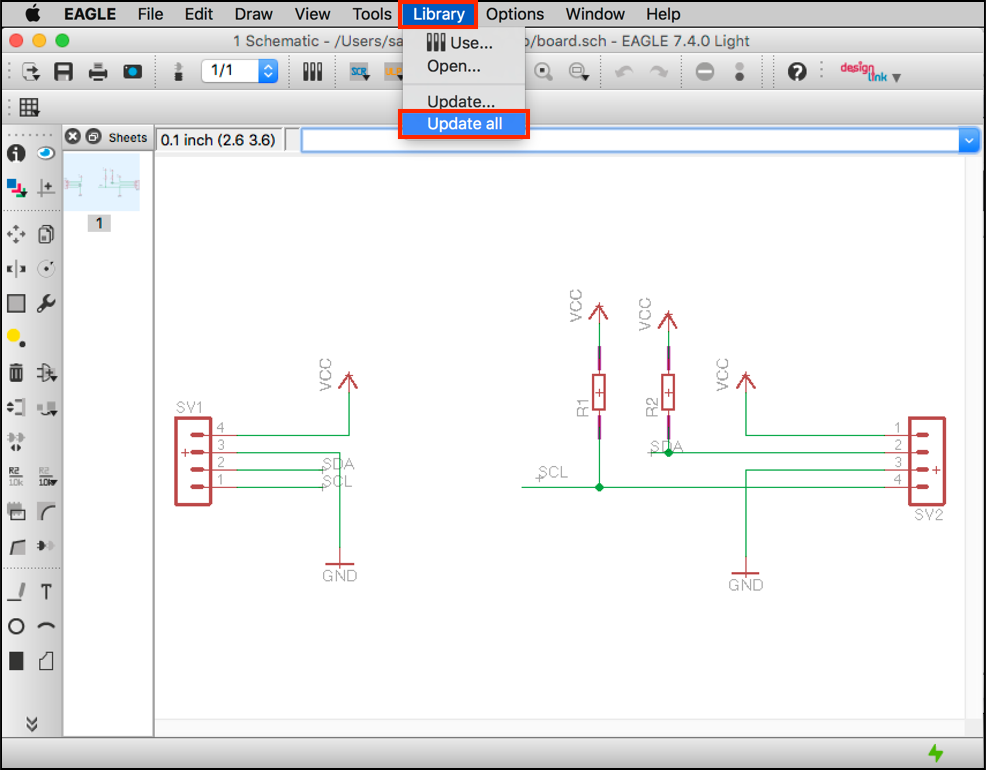 EAGLE File Edit Draw View Tools Library Options Window Help
1 Schematic - /Users/sa
o/board.sch - EAGLE 7.4.0 Light
Use...
Open...
Update...
Update all
1/1
SCR
design link
Sheets
0.1 inch (2.6 3.6)
1
R2
10k
R2
10k
T
VCC
VCC
VCC
VCC
R1
R2
SV1
4
3
2
1
SDA
SCL
GND
SCL
SDA
1
2
3
4
SV2
GND